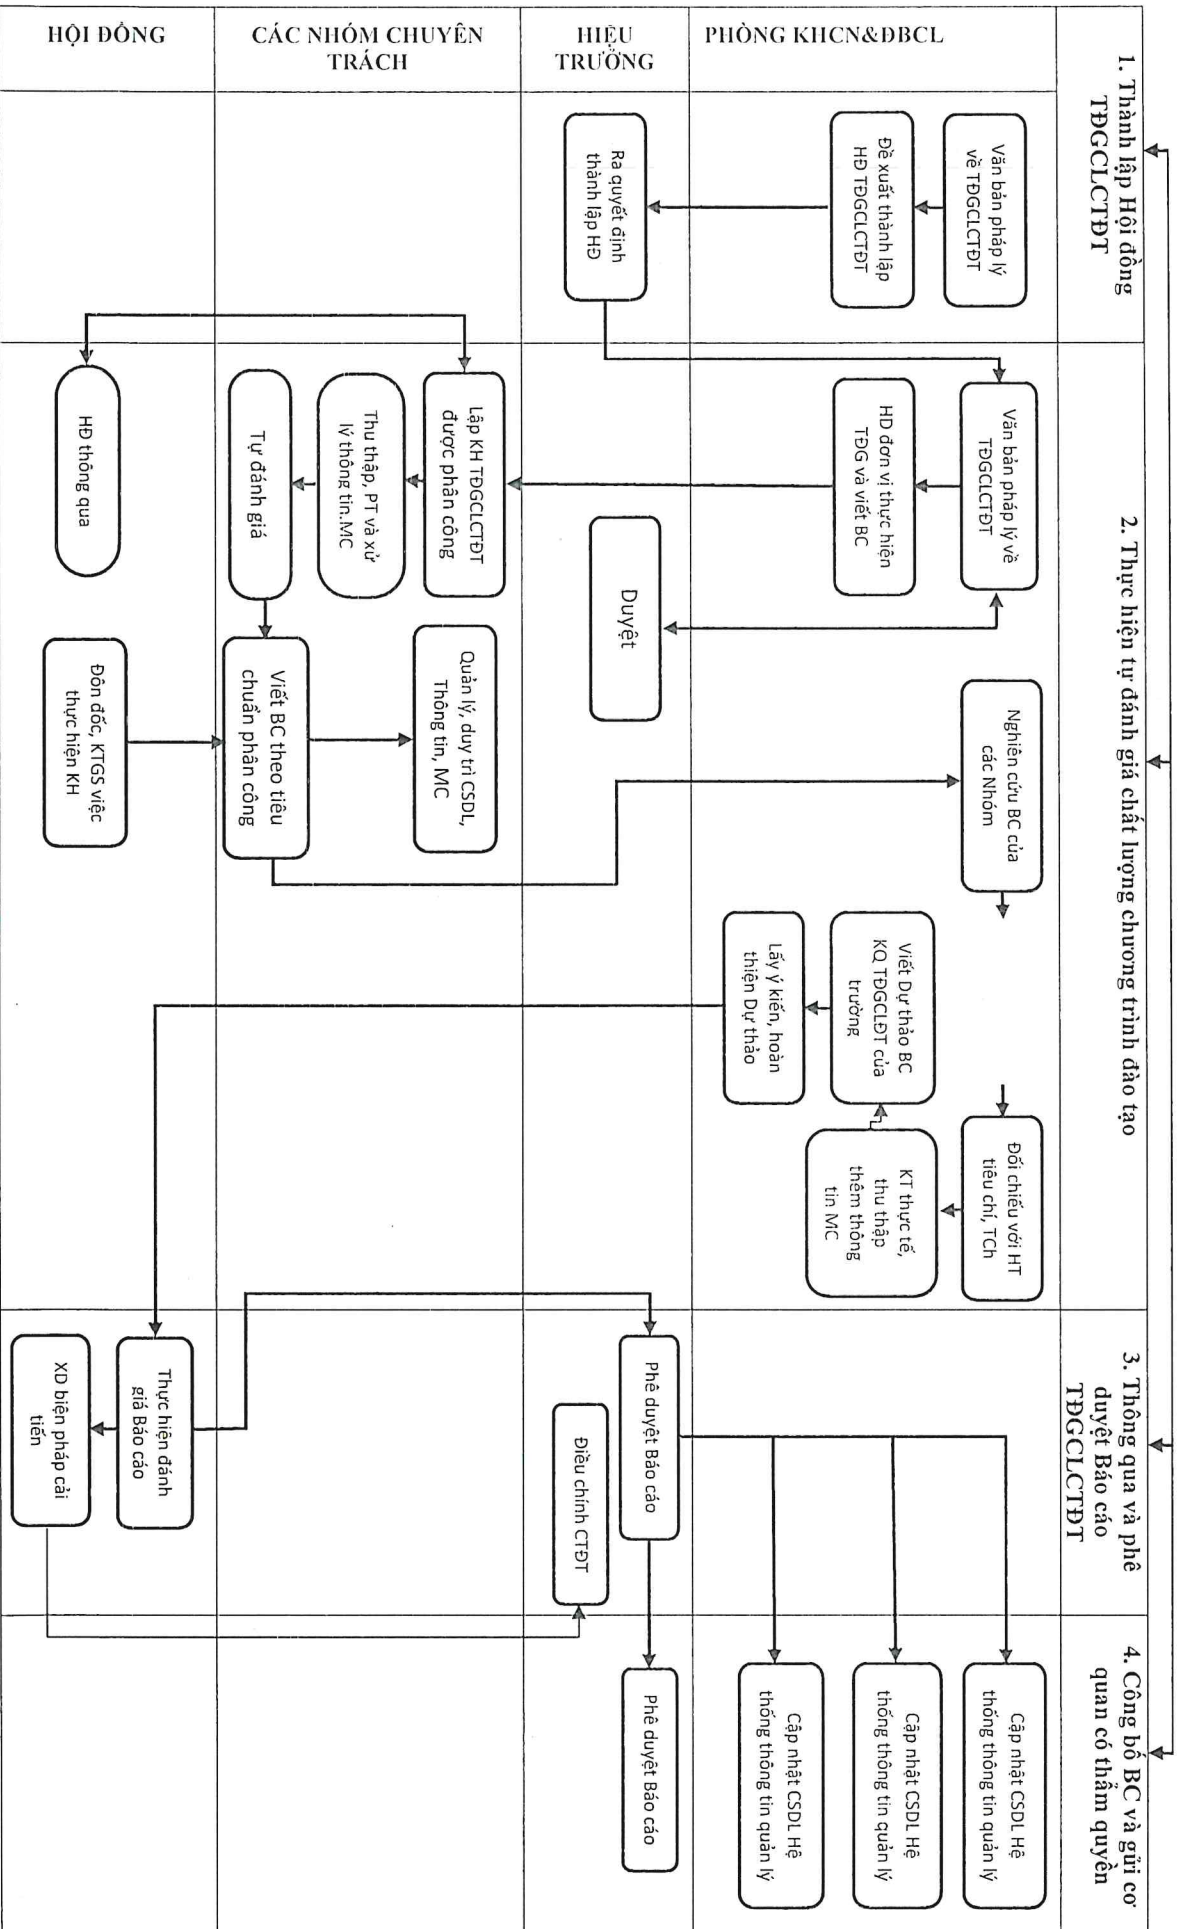 HỘI ĐỒNG
CÁC NHÓM CHUYÊN
TRÁCH
HIỆU
TRƯỞNG
PHÒNG KHCN&ĐBCL
1. Thành lập Hội đồng
TĐGCLCTĐT
Văn bản pháp lý
về TĐGCLCTĐT
Đề xuất thành lập
HĐ TĐGCLCTĐT
Ra quyết định
thành lập HĐ
2. Thực hiện tự đánh giá chất lượng chương trình đào tạo
Văn bản pháp lý về
TĐGCLCTĐT
HD đơn vị thực hiện
TĐG và viết BC
Duyệt
Lập KH TĐGCLCTĐT
được phân công
Thu thập, PT và xử
lý thông tin.MC
Tự đánh giá
HĐ thông qua
Quản lý, duy trì CSDL,
Thông tin, MC
Viết BC theo tiêu
chuẩn phân công
Đôn đốc, KTGS việc
thực hiện KH
Nghiên cứu BC của
các Nhóm
Viết Dự thảo BC
KQ TĐGCLĐT của
trường
Lấy ý kiến, hoàn
thiện Dự thảo
Đối chiếu với HT
tiêu chí, TCh
KT thực tế,
thu thập
thêm thông
tin MC
3. Thông qua và phê
duyệt Báo cáo
TĐGCLCTĐT
Phê duyệt Báo cáo
Điều chính CTĐT
Thực hiện đánh
giá Báo cáo
XD biện pháp cải
tiến
4. Công bố BC và gửi cơ
quan có thẩm quyền
Cập nhật CSDL Hệ
thống thông tin quản lý
Cập nhật CSDL Hệ
thống thông tin quản lý
Cập nhật CSDL Hệ
thống thông tin quản lý
Phê duyệt Báo cáo